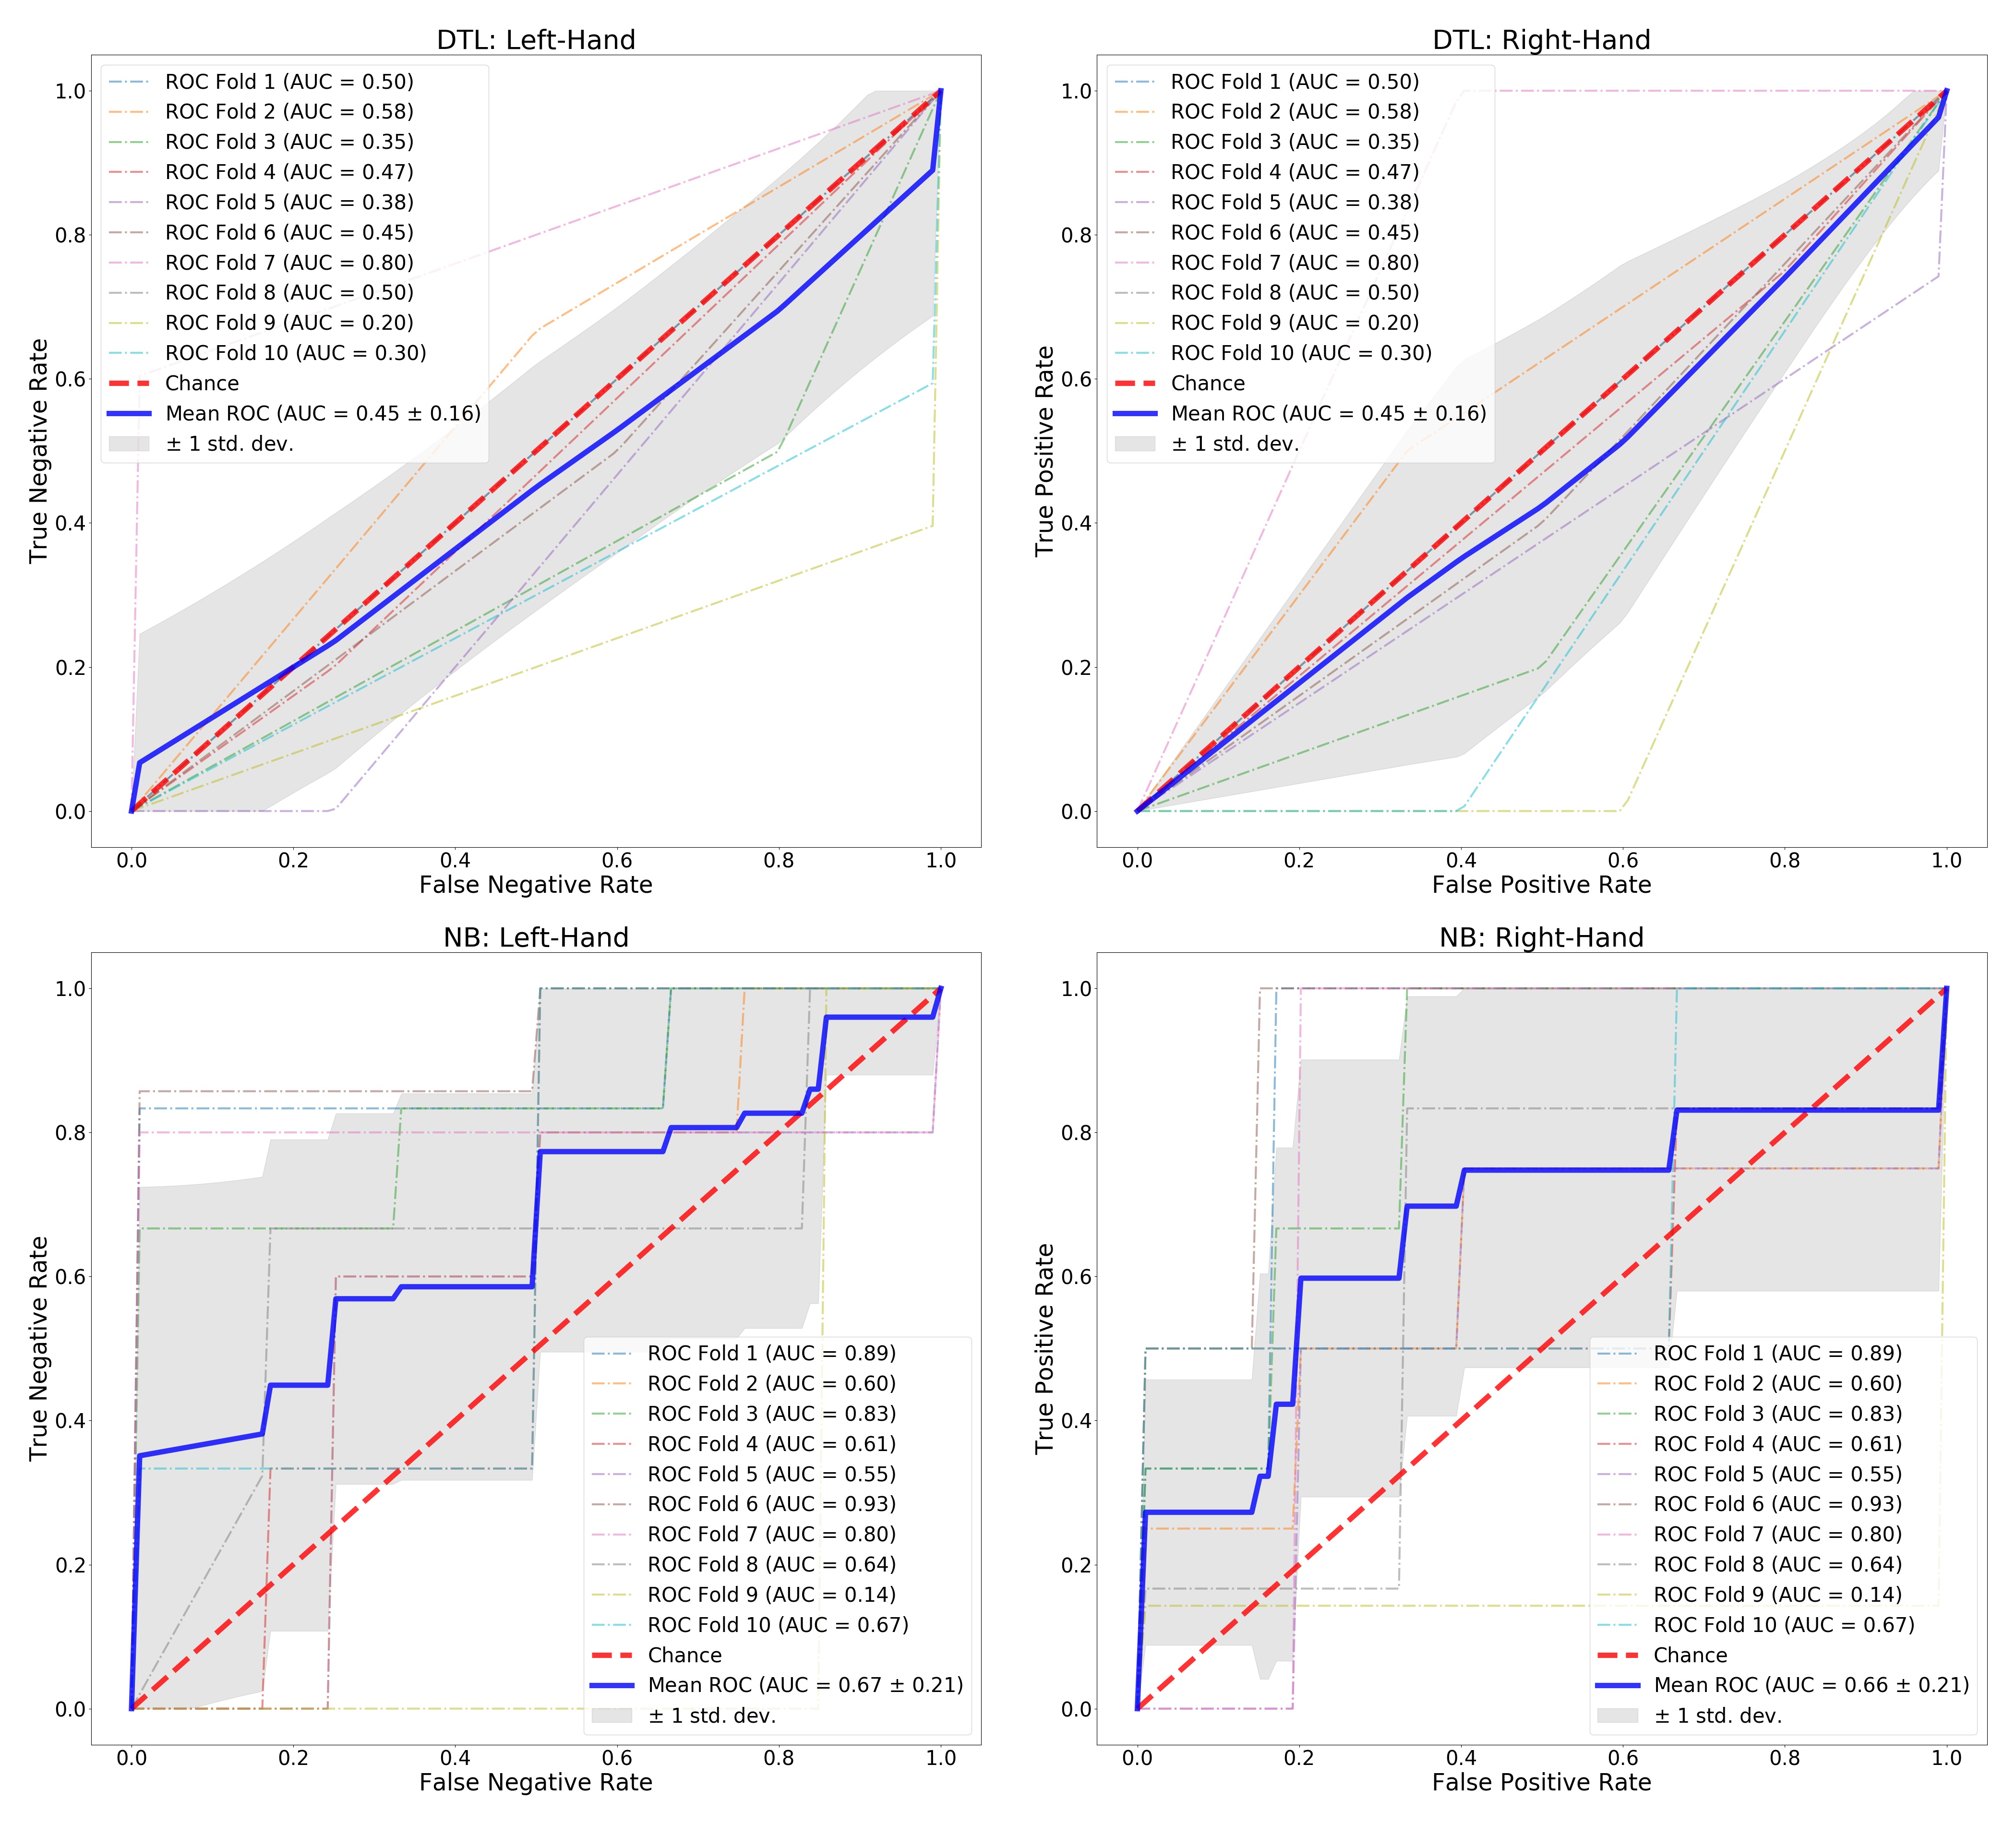 DTL: Left-Hand
True Negative Rate
1.0
0.8
0.6
0.4
0.2
0.0
ROC Fold 1 (AUC = 0.50)
ROC Fold 2 (AUC = 0.58)
ROC Fold 3 (AUC = 0.35)
ROC Fold 4 (AUC = 0.47)
ROC Fold 5 (AUC = 0.38)
ROC Fold 6 (AUC = 0.45)
ROC Fold 7 (AUC = 0.80)
ROC Fold 8 (AUC = 0.50)
ROC Fold 9 (AUC = 0.20)
ROC Fold 10 (AUC = 0.30)
Chance
Mean ROC (AUC = 0.45 ± 0.16)
± 1 std. dev.
0.0 0.2 0.4 0.6 0.8 1.0
False Negative Rate
DTL: Right-Hand
True Positive Rate
1.0
0.8
0.6
0.4
0.2
0.0
ROC Fold 1 (AUC = 0.50)
ROC Fold 2 (AUC = 0.58)
ROC Fold 3 (AUC = 0.35)
ROC Fold 4 (AUC = 0.47)
ROC Fold 5 (AUC = 0.38)
ROC Fold 6 (AUC = 0.45)
ROC Fold 7 (AUC = 0.80)
ROC Fold 8 (AUC = 0.50)
ROC Fold 9 (AUC = 0.20)
ROC Fold 10 (AUC = 0.30)
Chance
Mean ROC (AUC = 0.45 ± 0.16)
± 1 std. dev.
0.0 0.2 0.4 0.6 0.8 1.0
False Positive Rate
NB: Left-Hand
True Negative Rate
1.0
0.8
0.6
0.4
0.2
0.0
ROC Fold 1 (AUC = 0.89)
ROC Fold 2 (AUC = 0.60)
ROC Fold 3 (AUC = 0.83)
ROC Fold 4 (AUC = 0.61)
ROC Fold 5 (AUC = 0.55)
ROC Fold 6 (AUC = 0.93)
ROC Fold 7 (AUC = 0.80)
ROC Fold 8 (AUC = 0.64)
ROC Fold 9 (AUC = 0.14)
ROC Fold 10 (AUC = 0.67)
Chance
Mean ROC (AUC = 0.67 ± 0.21)
± 1 std. dev.
0.0 0.2 0.4 0.6 0.8 1.0
False Negative Rate
NB: Right-Hand
True Positive Rate
1.0
0.8
0.6
0.4
0.2
0.0
ROC Fold 1 (AUC = 0.89)
ROC Fold 2 (AUC = 0.60)
ROC Fold 3 (AUC = 0.83)
ROC Fold 4 (AUC = 0.61)
ROC Fold 5 (AUC = 0.55)
ROC Fold 6 (AUC = 0.93)
ROC Fold 7 (AUC = 0.80)
ROC Fold 8 (AUC = 0.64)
ROC Fold 9 (AUC = 0.14)
ROC Fold 10 (AUC = 0.67)
Chance
Mean ROC (AUC = 0.66 ± 0.21)
± 1 std. dev.
0.0 0.2 0.4 0.6 0.8 1.0
False Positive Rate